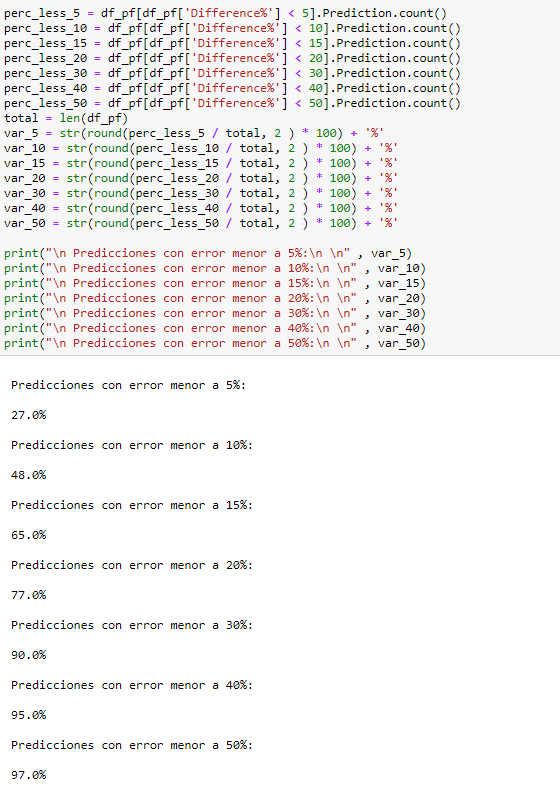 perc_less_5 = df_pf[df_pf['Difference%'] < 5].Prediction.count()
perc_less_10 = df_pf[df_pf['Difference%'] < 10].Prediction.count()
perc_less_15 = df_pf[df_pf['Difference%'] < 15].Prediction.count()
perc_less_20 = df_pf[df_pf['Difference%'] < 20].Prediction.count()
perc_less_30 = df_pf[df_pf['Difference%'] < 30].Prediction.count()
perc_less_40 = df_pf[df_pf['Difference%'] < 40].Prediction.count()
perc_less_50 = df_pf[df_pf['Difference%'] < 50].Prediction.count()
total = len(df_pf)
var_5 = str(round(perc_less_5 / total, 2 ) * 100) + '%'
var_10 = str(round(perc_less_10 / total, 2 ) * 100) + '%'
var_15 = str(round(perc_less_15 / total, 2 ) * 100) + '%'
var_20 = str(round(perc_less_20 / total, 2 ) * 100) + '%'
var_30 = str(round(perc_less_30 / total, 2 ) * 100) + '%'
var_40 = str(round(perc_less_40 / total, 2 ) * 100) + '%'
var_50 = str(round(perc_less_50 / total, 2 ) * 100) + '%'
print("\n Predicciones con error menor a 5%:\n \n" , var_5)
print("\n Predicciones con error menor a 10%:\n \n" , var_10)
print("\n Predicciones con error menor a 15%:\n \n" , var_15)
print("\n Predicciones con error menor a 20%:\n \n" , var_20)
print("\n Predicciones con error menor a 30%:\n \n" , var_30)
print("\n Predicciones con error menor a 40%:\n \n" , var_40)
print("\n Predicciones con error menor a 50%:\n \n" , var_50)
Predicciones con error menor a 5%:
27.0%
Predicciones con error menor a 10%:
48.0%
Predicciones con error menor a 15%:
65.0%
Predicciones con error menor a 20%:
77.0%
Predicciones con error menor a 30%:
90.0%
Predicciones con error menor a 40%:
95.0%
Predicciones con error menor a 50%:
97.0%